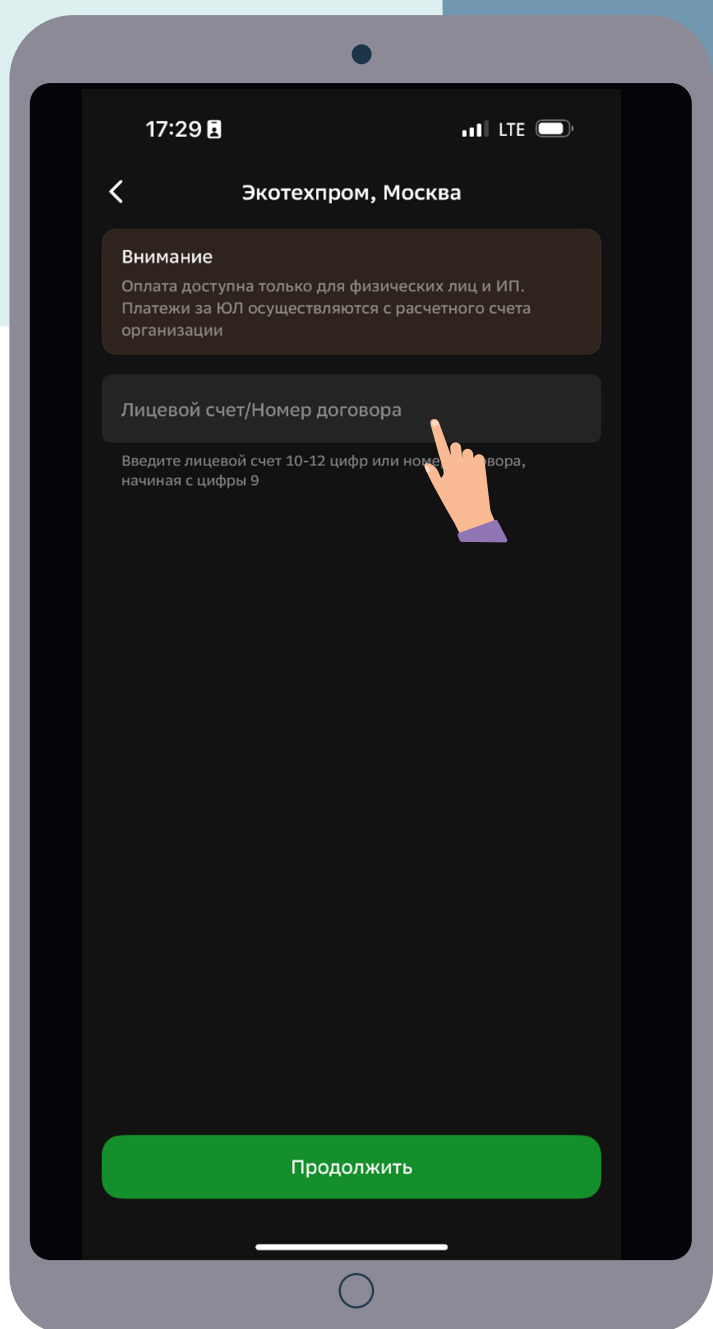 17:29 LTE
Экотехпром, Москва
Внимание
Оплата доступна только для физических лиц и ИП.
Платежи за ЮЛ осуществляются с расчетного счета
организации
Лицевой счет/Номер договора
Введите лицевой счет 10-12 цифр или
начиная с цифры 9
Продолжить